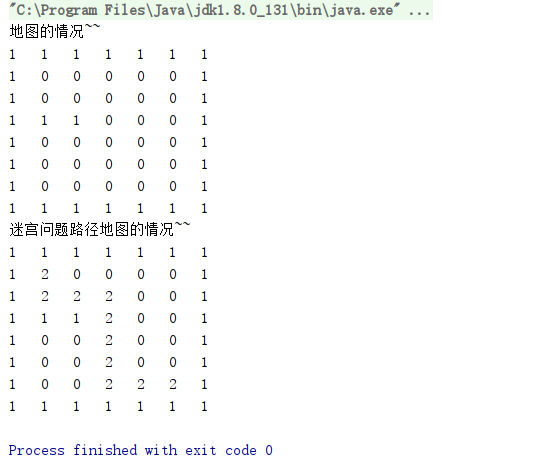 "C:\Program Files\Java\jdk1.8.0_131\bin\java.exe" ...
地图的情况~~
1 1 1 1 1 1 1
1 0 0 0 0 0 1
1 0 0 0 0 0 1
1 1 1 0 0 0 1
1 0 0 0 0 0 1
1 0 0 0 0 0 1
1 0 0 0 0 0 1
1 1 1 1 1 1 1
迷宫问题路径地图的情况~~
1 1 1 1 1 1 1
1 2 0 0 0 0 1
1 2 2 2 0 0 1
1 1 1 2 0 0 1
1 0 0 2 0 0 1
1 0 0 2 0 0 1
1 0 0 2 2 2 1
1 1 1 1 1 1 1
Process finished with exit code 0